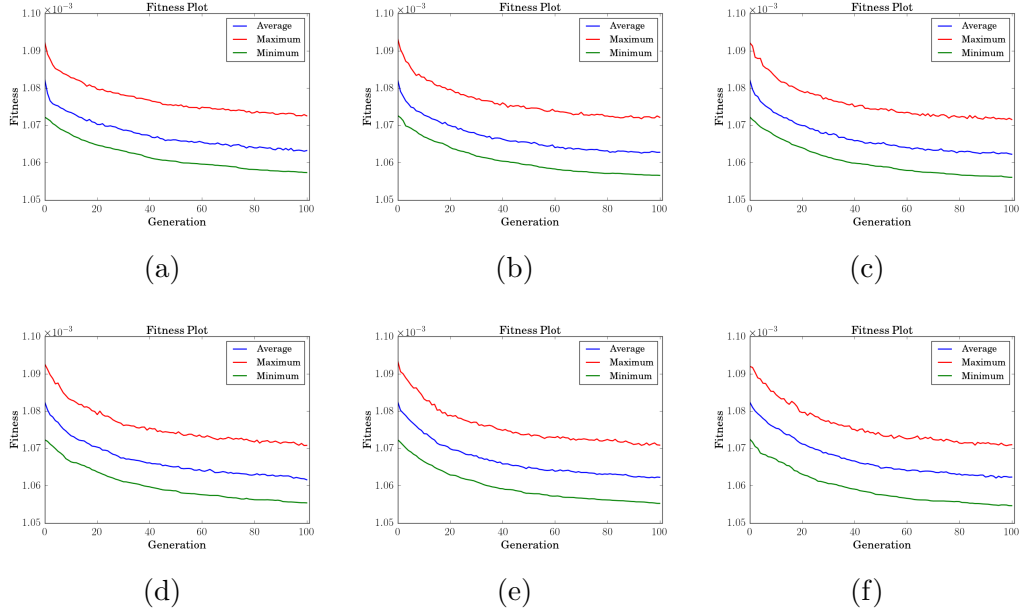 Fitness Plot
×10⁻³
1.10
1.09
1.08
1.07
1.06
1.05
Fitness
0 20 40 60 80 100
Generation
Average
Maximum
Minimum
(a)
Fitness Plot
×10⁻³
1.10
1.09
1.08
1.07
1.06
1.05
Fitness
0 20 40 60 80 100
Generation
Average
Maximum
Minimum
(b)
Fitness Plot
×10⁻³
1.10
1.09
1.08
1.07
1.06
1.05
Fitness
0 20 40 60 80 100
Generation
Average
Maximum
Minimum
(c)
Fitness Plot
×10⁻³
1.10
1.09
1.08
1.07
1.06
1.05
Fitness
0 20 40 60 80 100
Generation
Average
Maximum
Minimum
(d)
Fitness Plot
×10⁻³
1.10
1.09
1.08
1.07
1.06
1.05
Fitness
0 20 40 60 80 100
Generation
Average
Maximum
Minimum
(e)
Fitness Plot
×10⁻³
1.10
1.09
1.08
1.07
1.06
1.05
Fitness
0 20 40 60 80 100
Generation
Average
Maximum
Minimum
(f)